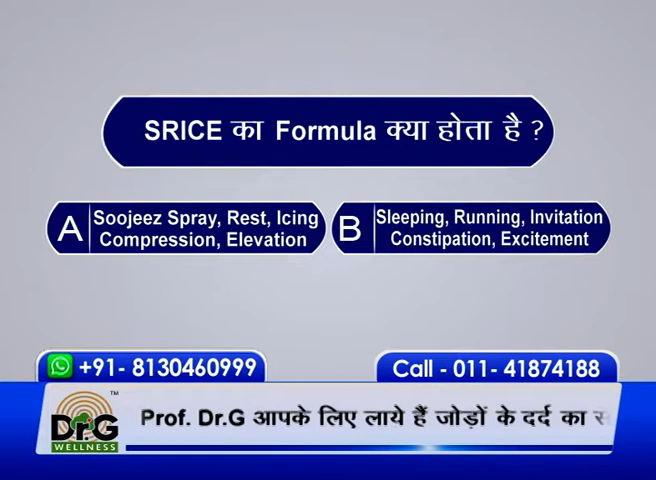 SRICE का Formula क्या होता है ?
A
Soojeez Spray, Rest, Icing
Compression, Elevation
B
Sleeping, Running, Invitation
Constipation, Excitement
+91- 8130460999
Call - 011- 41874188
TM
Dr.G
WELLNESS
Prof. Dr.G आपके लिए लाये हैं जोड़ों के दर्द का